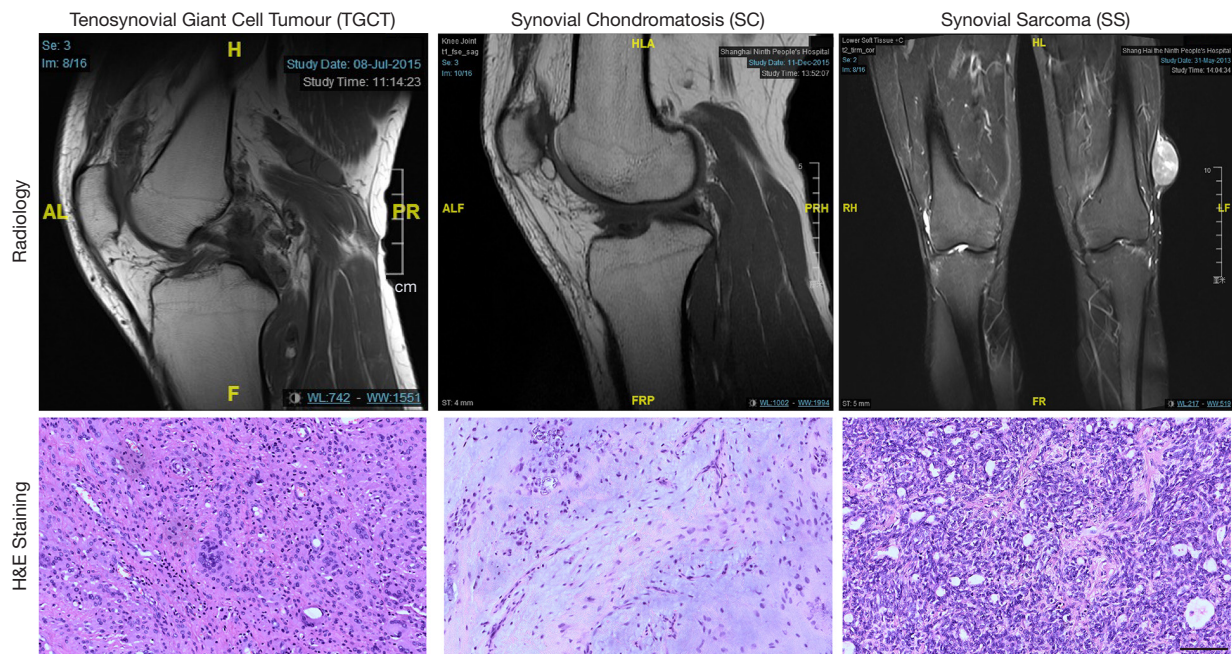 Tenosynovial Giant Cell Tumour (TGCT)
Synovial Chondromatosis (SC)
Synovial Sarcoma (SS)
Radiology
Se: 3
Im: 8/16
H
Study Date: 08-Jul-2015
Study Time: 11:14:23
AL
PR
cm
F
WL:742 - WW:1551
Knee Joint
t1_fse_sag
Se: 3
Im: 10/16
HLA
Shanghai Ninth People's Hospital
Study Date: 11-Dec-2015
Study Time: 13:52:07
5
ALF
PRH
ST: 4 mm
FRP
WL:1002 - WW:1994
Lower Soft Tissue +C
t2_tirm_cor
Se: 2
Im: 8/16
HL
Shang Hai the Ninth People's Hospital
Study Date: 31-May-2013
Study Time: 14:04:24
10
RH
LF
ST: 5 mm
FR
WL:217 - WW:519
H&E Staining